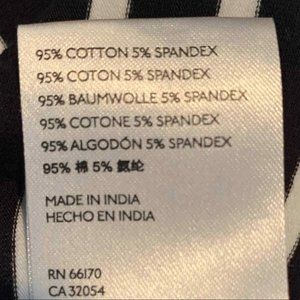 95% COTTON 5% SPANDEX
95% COTON 5% SPANDEX
95% BAUMWOLLE 5% SPANDEX
95% COTONE 5% SPANDEX
95% ALGODÓN 5% SPANDEX
95% 棉 5% 氨纶
MADE IN INDIA
HECHO EN INDIA
RN 66170
CA 32054